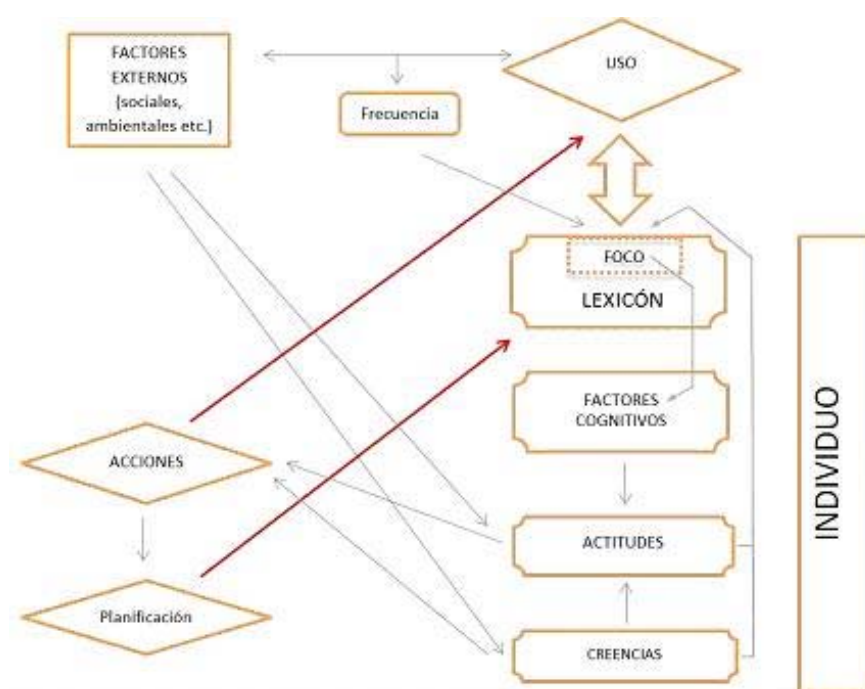 FACTORES
EXTERNOS
(sociales,
ambientales etc.)
USO
Frecuencia
FOCO
LEXICÓN
FACTORES
COGNITIVOS
ACCIONES
ACTITUDES
Planificación
CREENCIAS
INDIVIDUO